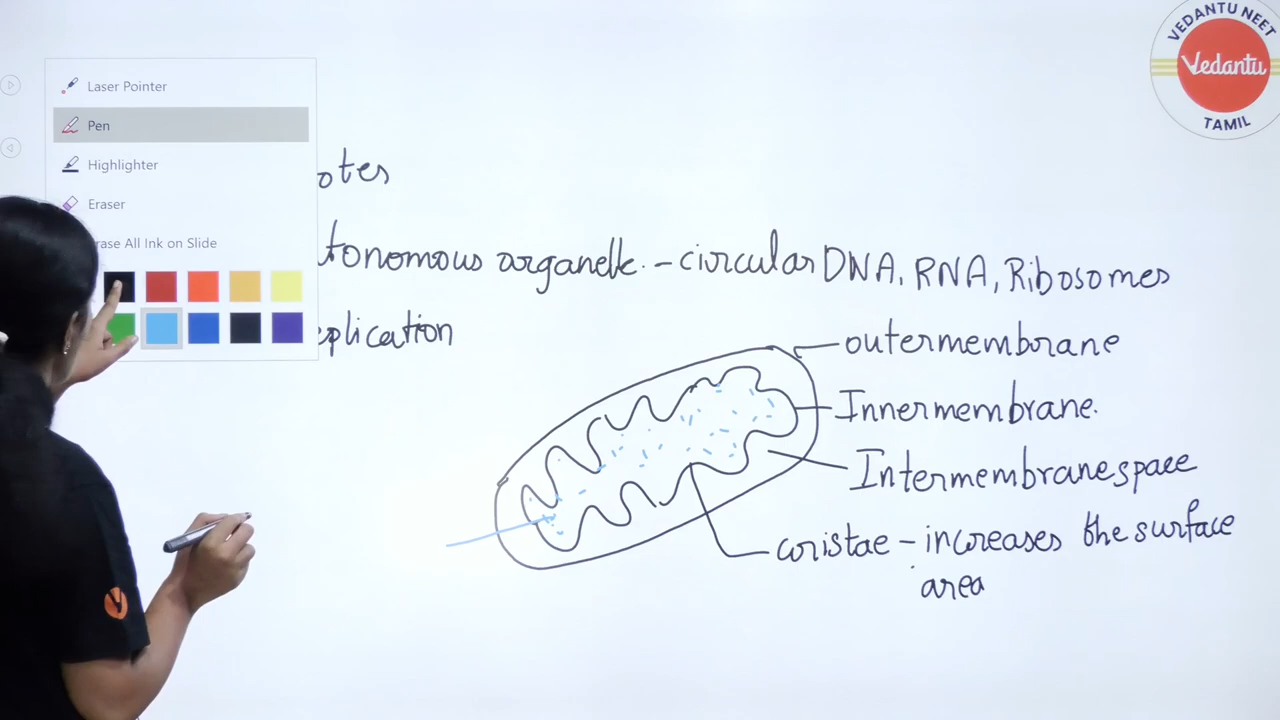 VEDANTU NEET
Vedantu
TAMIL
Laser Pointer
Pen
Highlighter
Eraser
rase All Ink on Slide
otes
tonomous organelle. - circular DNA, RNA, Ribosomes
eplication
outermembrane
Innermembrane.
Intermembranespace
cristae - increases the surface
area